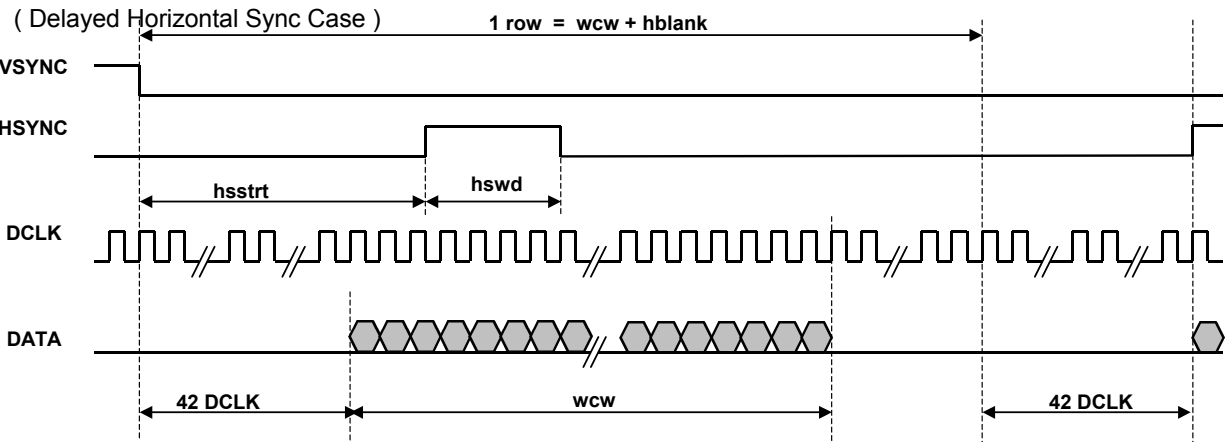 ( Delayed Horizontal Sync Case )
1 row = wcw + hblank
VSYNC
HSYNC
hsstrt
hswd
DCLK
DATA
42 DCLK
wcw
42 DCLK